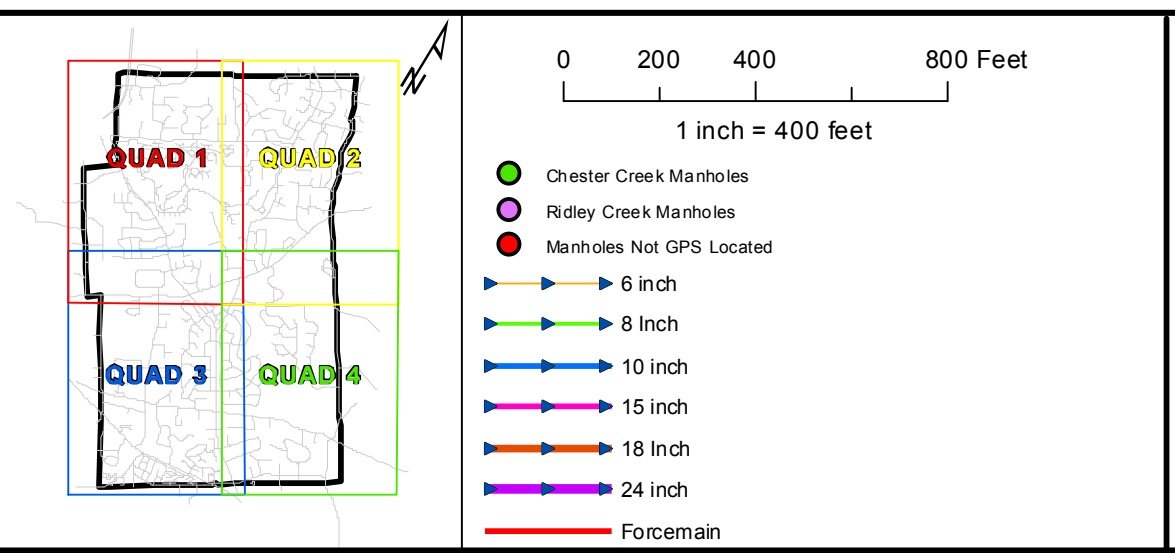 N
QUAD 1
QUAD 2
QUAD 3
QUAD 4
0 200 400 800 Feet
1 inch = 400 feet
Chester Creek Manholes
Ridley Creek Manholes
Manholes Not GPS Located
6 inch
8 Inch
10 inch
15 inch
18 Inch
24 inch
Forcemain